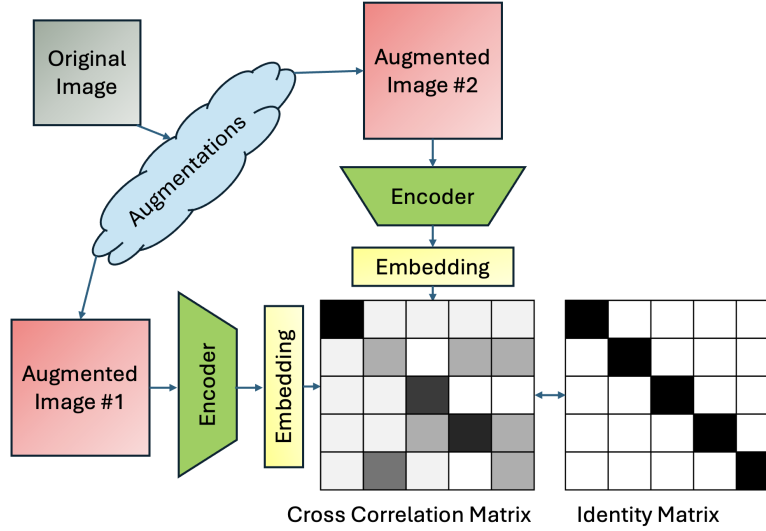 Original
Image
Augmentations
Augmented
Image #2
Encoder
Embedding
Augmented
Image #1
Encoder
Embedding
Cross Correlation Matrix
Identity Matrix